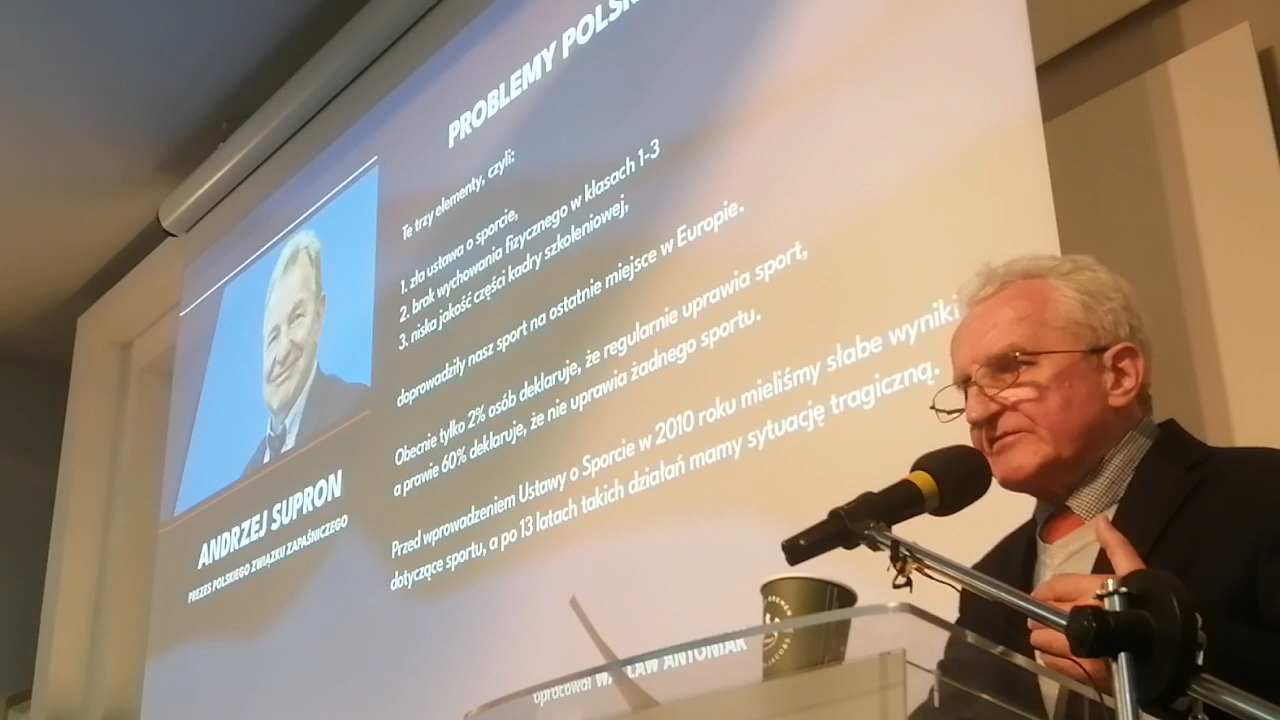 PROBLEMY POLSK
Te trzy elementy, czyli:
1. zła ustawa o sporcie,
2. brak wychowania fizycznego w klasach 1-3
3. niska jakość części kadry szkoleniowej,
doprowadziły nasz sport na ostatnie miejsce w Europie.
Obecnie tylko 2% osób deklaruje, że regularnie uprawia sport,
a prawie 60% deklaruje, że nie uprawia żadnego sportu.
Przed wprowadzeniem Ustawy o Sporcie w 2010 roku mieliśmy słabe wyniki
dotyczące sportu, a po 13 latach takich działań mamy sytuację tragiczną.
ANDRZEJ SUPRON
PREZES POLSKIEGO ZWIĄZKU ZAPAŚNICZEGO
opracował WACŁAW ANTONIAK